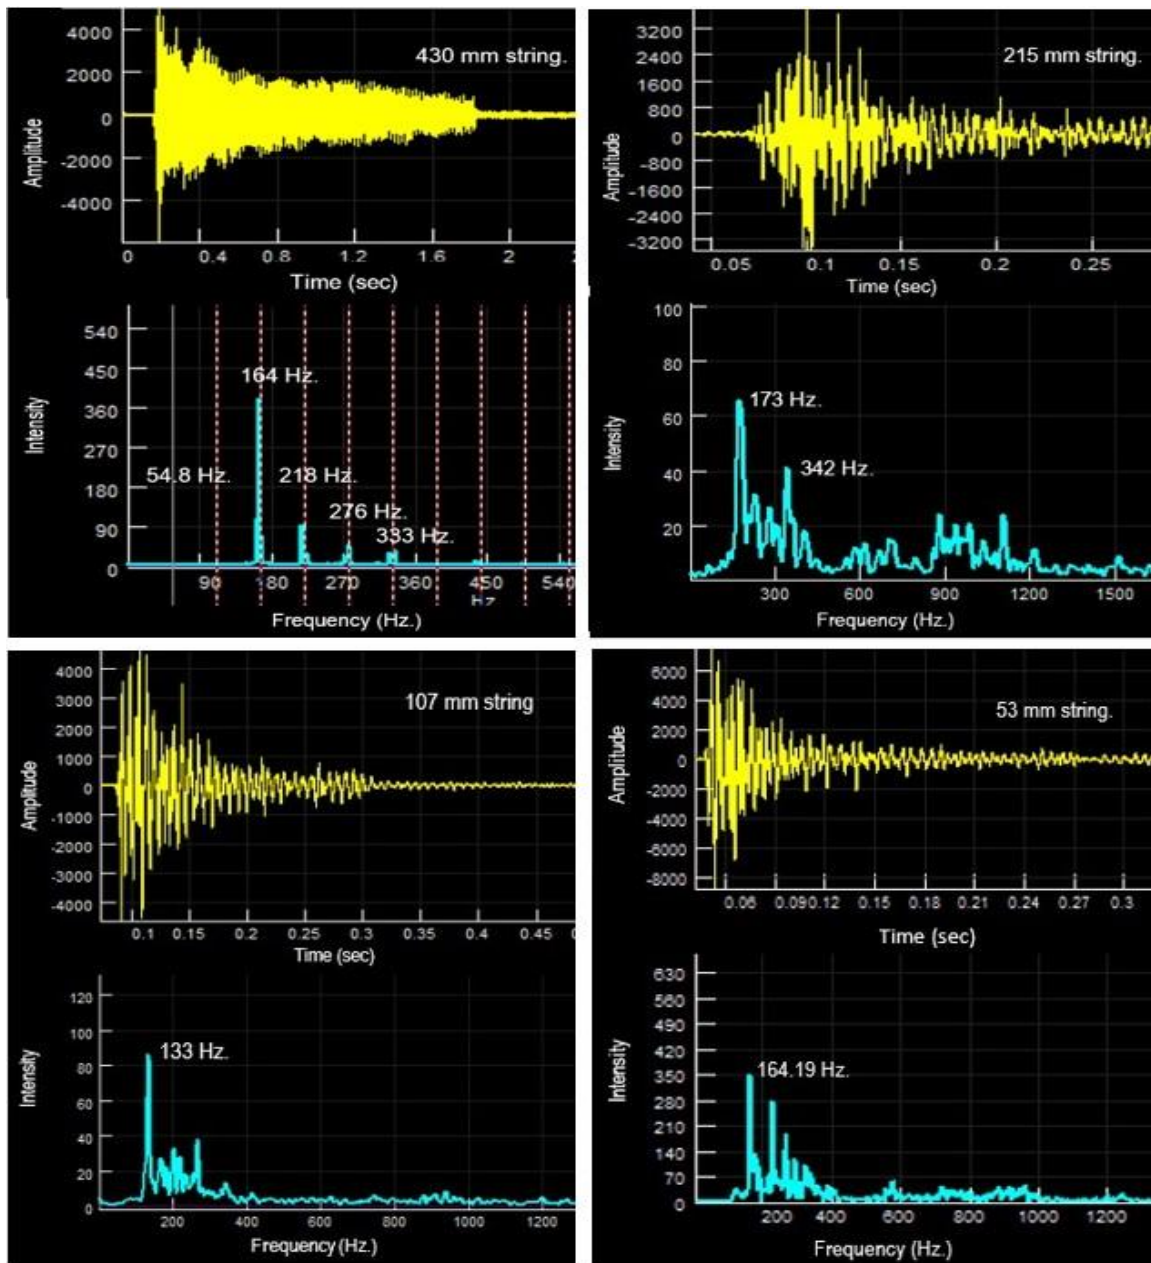 4000
2000
0
-2000
-4000
Amplitude
430 mm string.
0 0.4 0.8 1.2 1.6 2
Time (sec)
3200
2400
1600
800
0
-800
-1600
-2400
-3200
Amplitude
215 mm string.
0.05 0.1 0.15 0.2 0.25
Time (sec)
540
450
360
270
180
90
0
Intensity
164 Hz.
54.8 Hz.
218 Hz.
276 Hz.
333 Hz.
90 180 270 360 450 540
Hz
Frequency (Hz.)
100
80
60
40
20
Intensity
173 Hz.
342 Hz.
300 600 900 1200 1500
Frequency (Hz.)
4000
3000
2000
1000
0
-1000
-2000
-3000
-4000
Amplitude
107 mm string
0.1 0.15 0.2 0.25 0.3 0.35 0.4 0.45
Time (sec)
6000
4000
2000
0
-2000
-4000
-6000
-8000
Amplitude
53 mm string.
0.06 0.09 0.12 0.15 0.18 0.21 0.24 0.27 0.3
Time (sec)
120
100
80
60
40
20
0
Intensity
133 Hz.
200 400 600 800 1000 1200
Frequency (Hz.)
630
560
490
420
350
280
210
140
70
0
Intensity
164.19 Hz.
200 400 600 800 1000 1200
Frequency (Hz.)